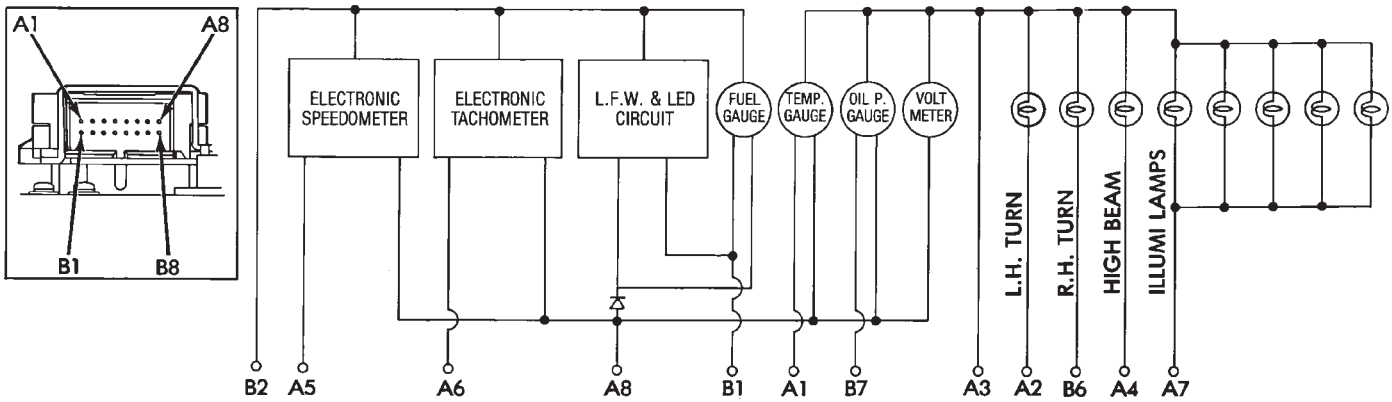 A1
A8
B1
B8
ELECTRONIC
SPEEDOMETER
ELECTRONIC
TACHOMETER
L.F.W. & LED
CIRCUIT
FUEL
GAUGE
TEMP.
GAUGE
OIL P.
GAUGE
VOLT
METER
L.H. TURN
R.H. TURN
HIGH BEAM
ILLUMI LAMPS
B2
A5
A6
A8
B1
A1
B7
A3
A2
B6
A4
A7